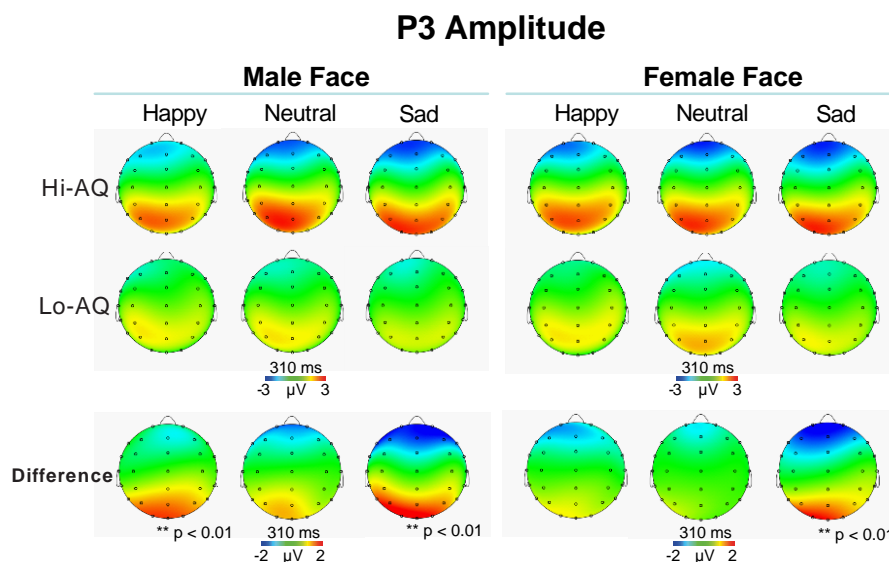 P3 Amplitude
Male Face
Female Face
Happy
Neutral
Sad
Happy
Neutral
Sad
Hi-AQ
Lo-AQ
310 ms
-3 µV 3
310 ms
-3 µV 3
Difference
** p < 0.01
310 ms
-2 µV 2
** p < 0.01
310 ms
-2 µV 2
** p < 0.01